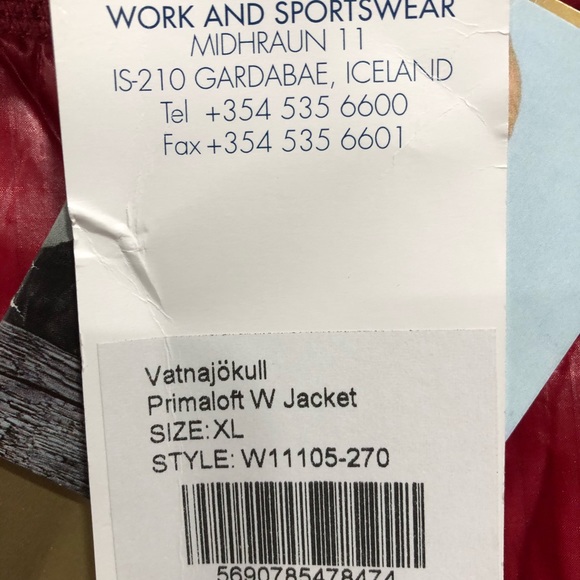 WORK AND SPORTSWEAR
MIDHRAUN 11
IS-210 GARDABAE, ICELAND
Tel +354 535 6600
Fax +354 535 6601
Vatnajökull
Primaloft W Jacket
SIZE: XL
STYLE: W11105-270
5690785478474